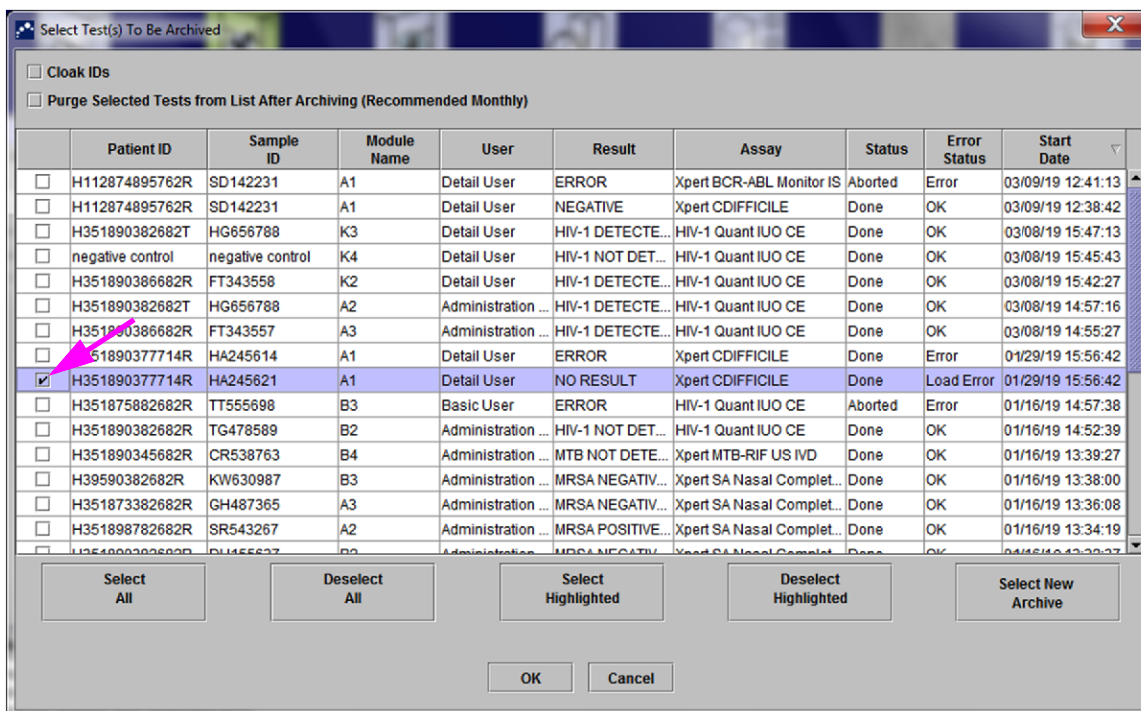 Select Test(s) To Be Archived
Cloak IDs
Purge Selected Tests from List After Archiving (Recommended Monthly)
Patient ID Sample ID Module Name User Result Assay Status Error Status Start Date
H112874895762R SD142231 A1 Detail User ERROR Xpert BCR-ABL Monitor IS Aborted Error 03/09/19 12:41:13
H112874895762R SD142231 A1 Detail User NEGATIVE Xpert CDIFFICILE Done OK 03/09/19 12:38:42
H351890382682T HG656788 K3 Detail User HIV-1 DETECTE... HIV-1 Quant IUO CE Done OK 03/08/19 15:47:13
negative control negative control K4 Detail User HIV-1 NOT DET... HIV-1 Quant IUO CE Done OK 03/08/19 15:45:43
H351890386682R FT343558 K2 Detail User HIV-1 DETECTE... HIV-1 Quant IUO CE Done OK 03/08/19 15:42:27
H351890382682T HG656788 A2 Administration ... HIV-1 DETECTE... HIV-1 Quant IUO CE Done OK 03/08/19 14:57:16
H351890386682R FT343557 A3 Administration ... HIV-1 DETECTE... HIV-1 Quant IUO CE Done OK 03/08/19 14:55:27
351890377714R HA245614 A1 Detail User ERROR Xpert CDIFFICILE Done Error 01/29/19 15:56:42
H351890377714R HA245621 A1 Detail User NO RESULT Xpert CDIFFICILE Done Load Error 01/29/19 15:56:42
H351875882682R TT555698 B3 Basic User ERROR HIV-1 Quant IUO CE Aborted Error 01/16/19 14:57:38
H351890382682R TG478589 B2 Administration ... HIV-1 NOT DET... HIV-1 Quant IUO CE Done OK 01/16/19 14:52:39
H351890345682R CR538763 B4 Administration ... MTB NOT DETE... Xpert MTB-RIF US IVD Done OK 01/16/19 13:39:27
H39590382682R KW630987 B3 Administration ... MRSA NEGATIV... Xpert SA Nasal Complet... Done OK 01/16/19 13:38:00
H351873382682R GH487365 A3 Administration ... MRSA NEGATIV... Xpert SA Nasal Complet... Done OK 01/16/19 13:36:08
H351898782682R SR543267 A2 Administration ... MRSA POSITIVE... Xpert SA Nasal Complet... Done OK 01/16/19 13:34:19
Administration ... MRSA NEGATIV... Xpert SA Nasal Complet... Done OK
Select All Deselect All Select Highlighted Deselect Highlighted Select New Archive
OK Cancel